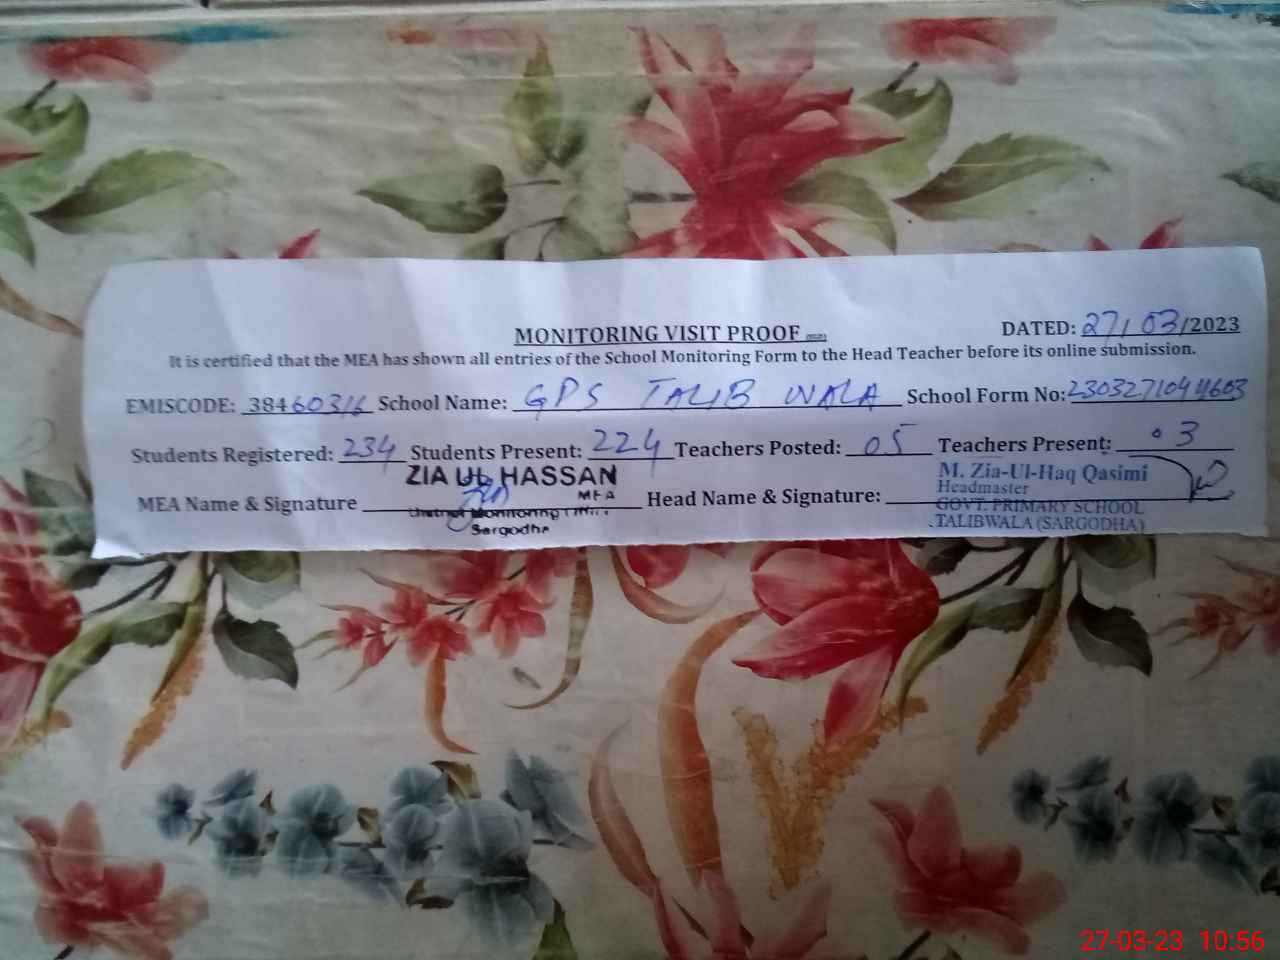 MONITORING VISIT PROOF
DATED: 27/03/2023
It is certified that the MEA has shown all entries of the School Monitoring Form to the Head Teacher before its online submission.
EMISCODE: 38460316 School Name: GPS TALIB WALA School Form No: 23032710944603
Students Registered: 234 Students Present: 224 Teachers Posted: 05 Teachers Present: 03
MEA Name & Signature ZIA UL HASSAN Head Name & Signature: M. Zia-Ul-Haq Qasimi
MEA Headmaster
District Monitoring Office GOVT. PRIMARY SCHOOL
Sargodha TALIBWALA (SARGODHA)
27-03-23 10:56